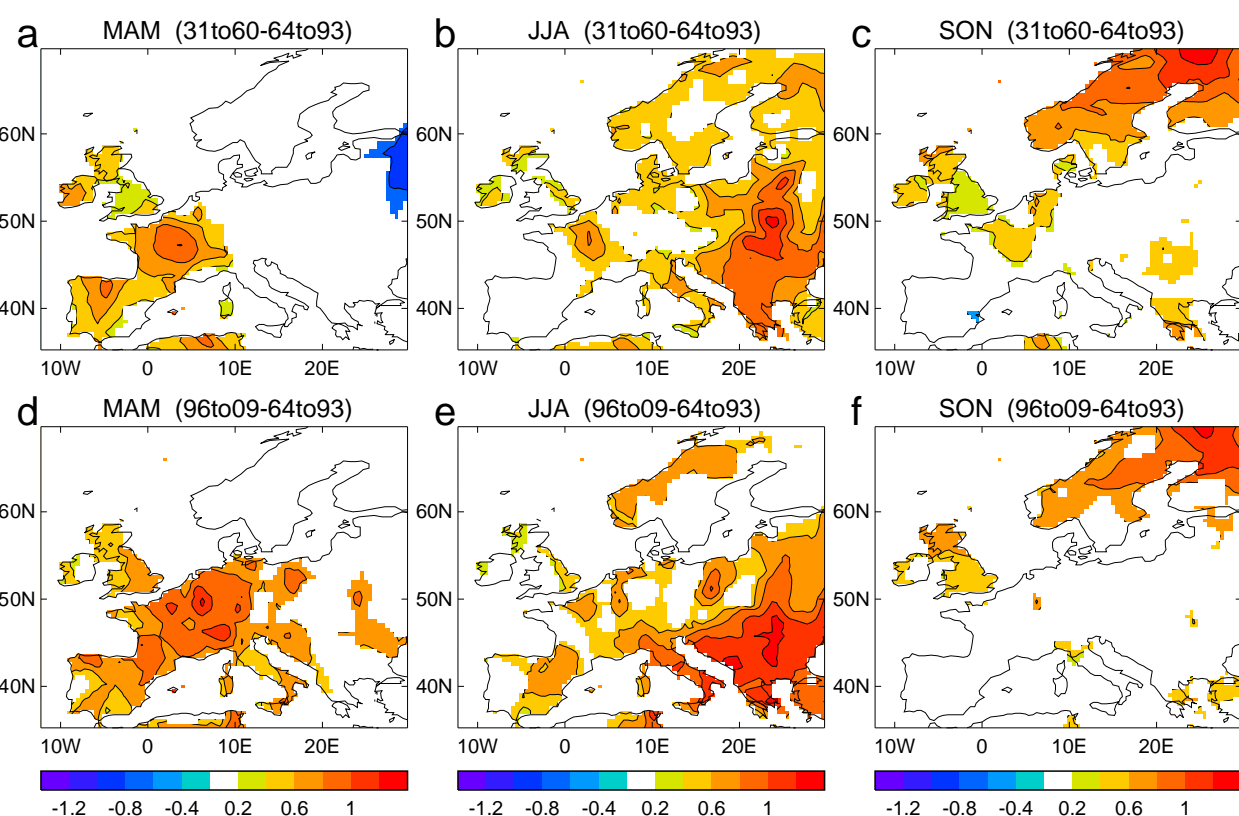 a MAM (31to60-64to93)
b JJA (31to60-64to93)
c SON (31to60-64to93)
60N
50N
40N
10W 0 10E 20E
60N
50N
40N
10W 0 10E 20E
60N
50N
40N
10W 0 10E 20E
d MAM (96to09-64to93)
e JJA (96to09-64to93)
f SON (96to09-64to93)
60N
50N
40N
10W 0 10E 20E
60N
50N
40N
10W 0 10E 20E
60N
50N
40N
10W 0 10E 20E
-1.2 -0.8 -0.4 0.2 0.6 1
-1.2 -0.8 -0.4 0.2 0.6 1
-1.2 -0.8 -0.4 0.2 0.6 1